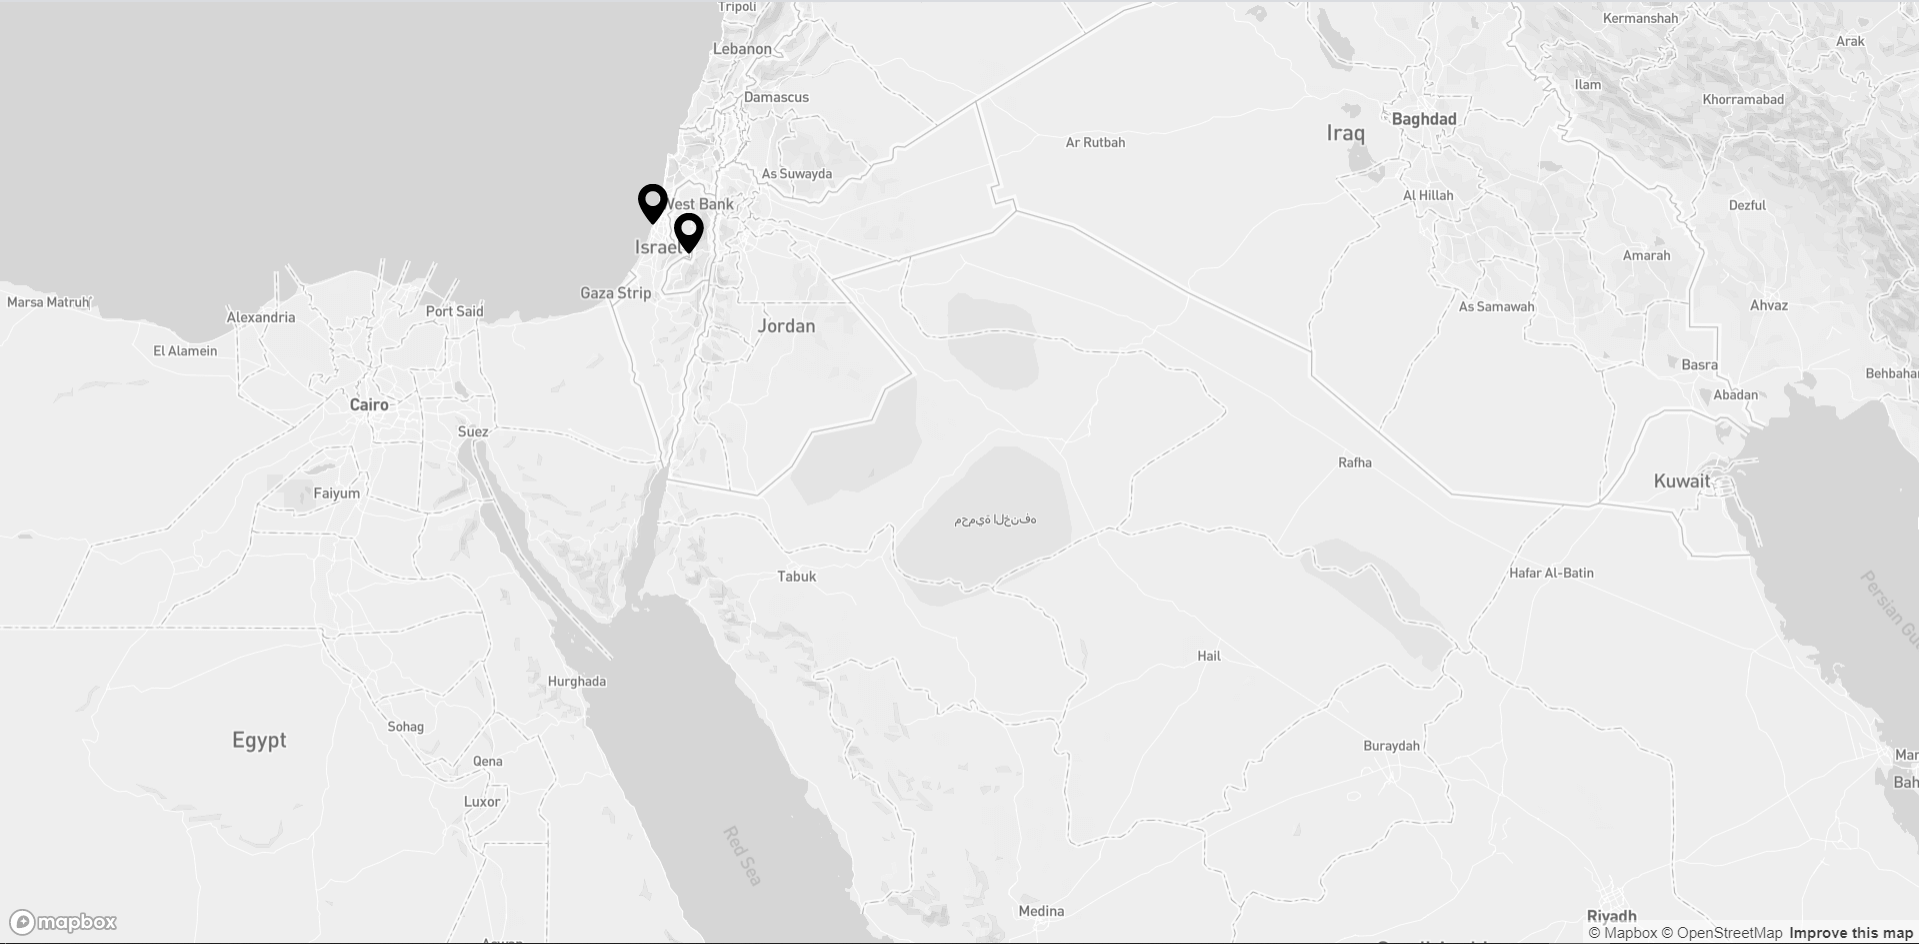 Tripoli
Kermanshah
Arak
Lebanon
Ilam
Khorramabad
Damascus
Baghdad
Iraq
Ar Rutbah
As Suwayda
Al Hillah
West Bank
Dezful
Israel
Amarah
Gaza Strip
Marsa Matruh
Alexandria
Port Said
As Samawah
Ahvaz
Jordan
El Alamein
Basra
Behbahan
Abadan
Cairo
Suez
Rafha
Kuwait
Faiyum
محمية الخنفه
Tabuk
Hafar Al-Batin
Persian Gu
Hail
Hurghada
Sohag
Egypt
Buraydah
Qena
Mar
Bah
Luxor
Red Sea
Medina
Riyadh
mapbox
© Mapbox © OpenStreetMap Improve this map